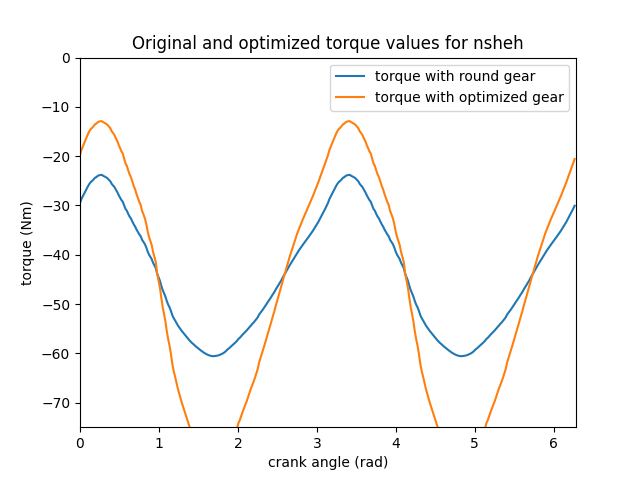 Original and optimized torque values for nsheh
torque with round gear
torque with optimized gear
0
−10
−20
−30
−40
−50
−60
−70
torque (Nm)
0 1 2 3 4 5 6
crank angle (rad)